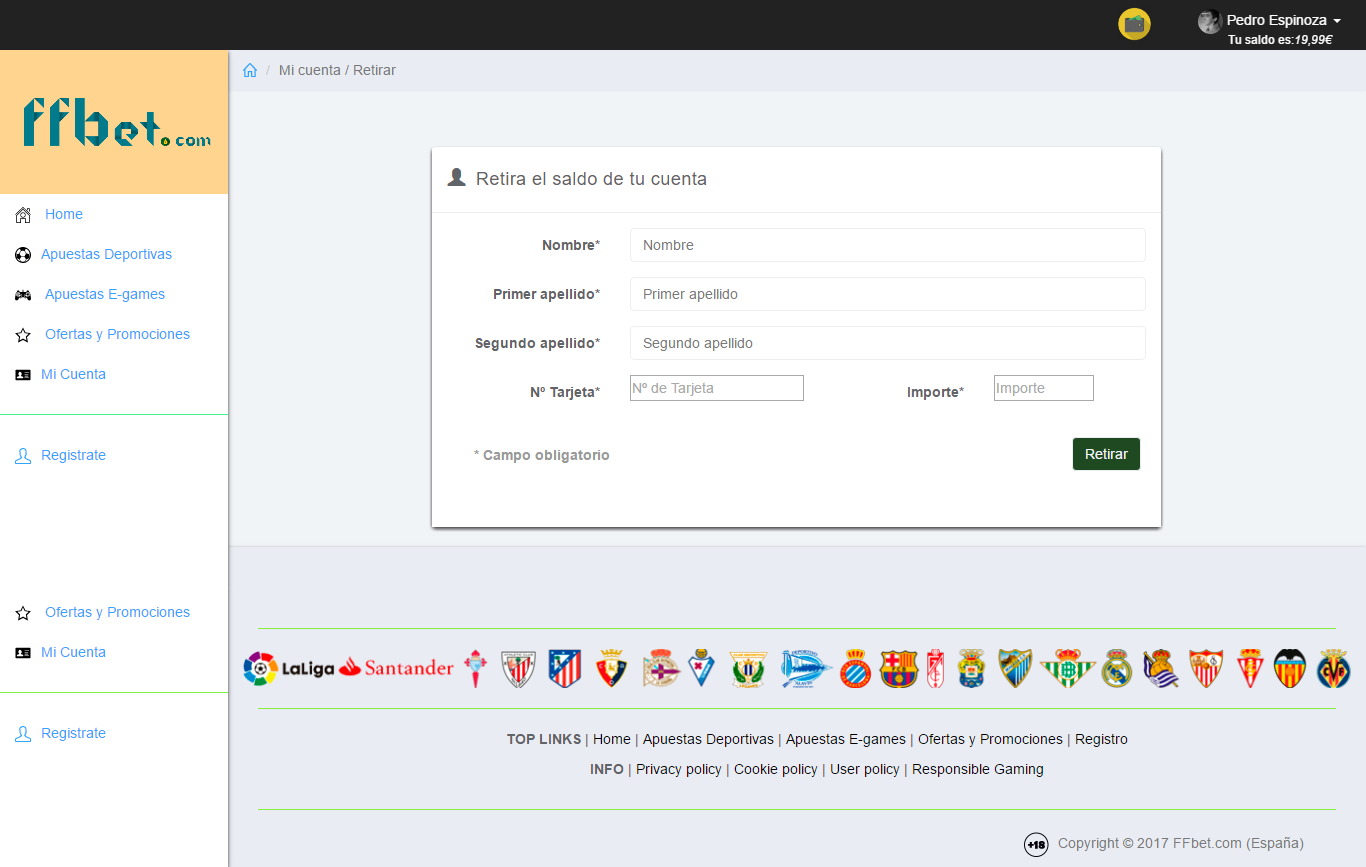 Pedro Espinoza
Tu saldo es:19,99€
ffbet.com
/ Mi cuenta / Retirar
Home
Apuestas Deportivas
Apuestas E-games
Ofertas y Promociones
Mi Cuenta
Registrate
Ofertas y Promociones
Mi Cuenta
Registrate
Retira el saldo de tu cuenta
Nombre* Nombre
Primer apellido* Primer apellido
Segundo apellido* Segundo apellido
Nº Tarjeta* Nº de Tarjeta Importe* Importe
* Campo obligatorio Retirar
LaLiga Santander
TOP LINKS | Home | Apuestas Deportivas | Apuestas E-games | Ofertas y Promociones | Registro
INFO | Privacy policy | Cookie policy | User policy | Responsible Gaming
+18 Copyright © 2017 FFbet.com (España)